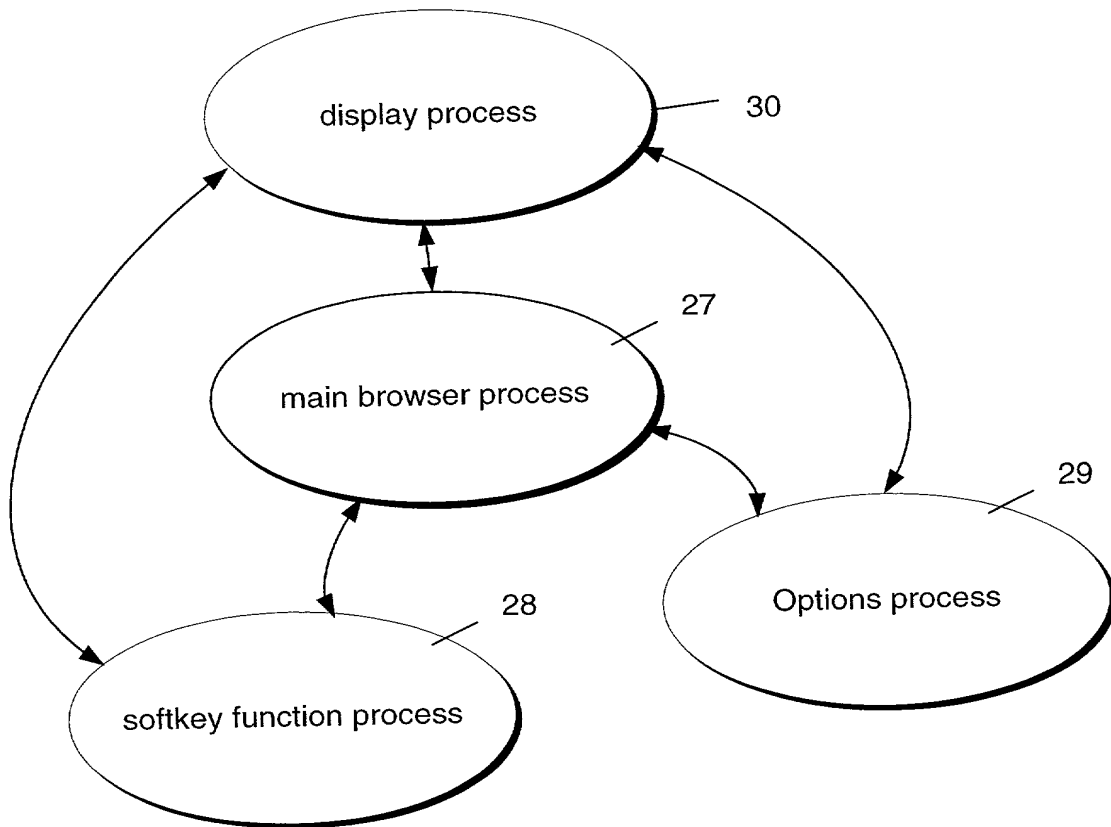 display process
30
27
main browser process
29
Options process
28
softkey function process